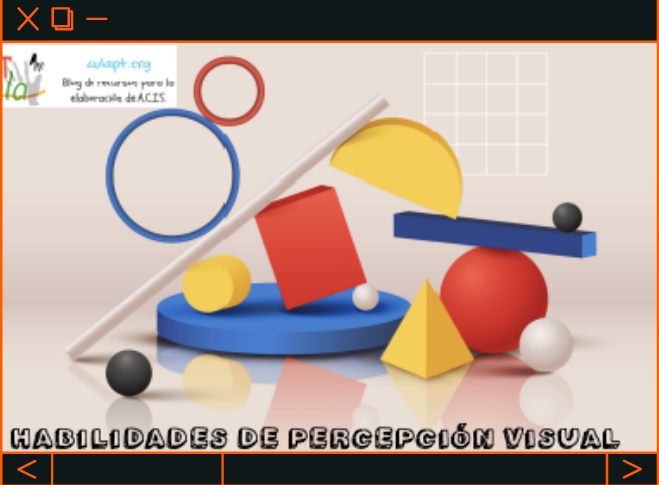 aulapt.org
Blog de recursos para la
elaboración de A.C.I.S.
HABILIDADES DE PERCEPCIÓN VISUAL